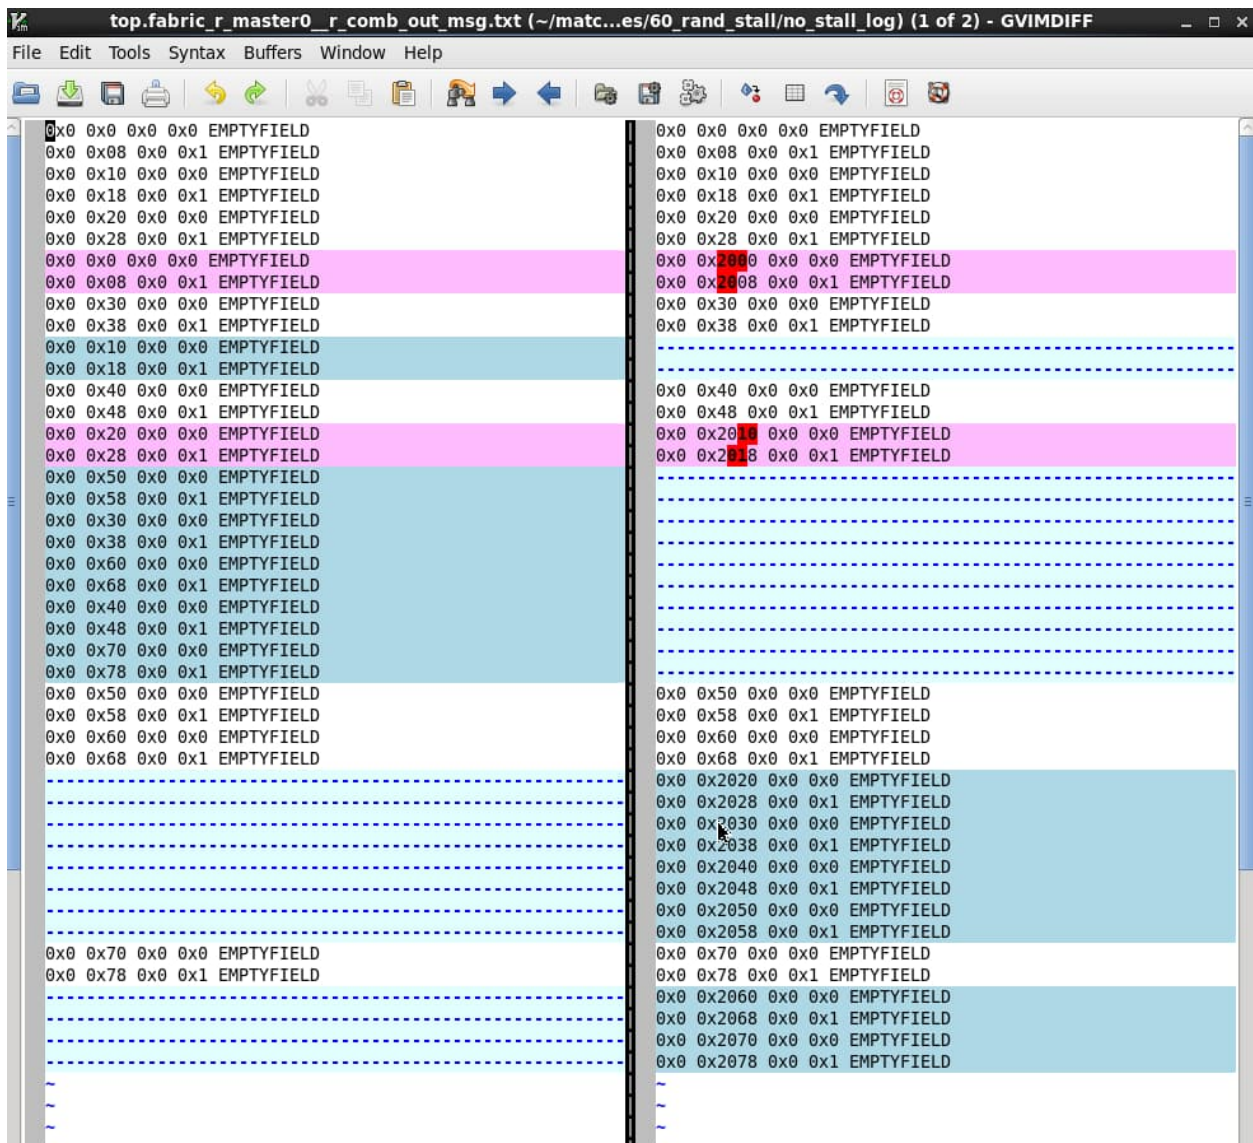 top.fabric_r_master0__r_comb_out_msg.txt (~/matc...es/60_rand_stall/no_stall_log) (1 of 2) - GVIMDIFF
File Edit Tools Syntax Buffers Window Help
0x0 0x0 0x0 0x0 EMPTYFIELD
0x0 0x08 0x0 0x1 EMPTYFIELD
0x0 0x10 0x0 0x0 EMPTYFIELD
0x0 0x18 0x0 0x1 EMPTYFIELD
0x0 0x20 0x0 0x0 EMPTYFIELD
0x0 0x28 0x0 0x1 EMPTYFIELD
0x0 0x0 0x0 0x0 EMPTYFIELD
0x0 0x08 0x0 0x1 EMPTYFIELD
0x0 0x30 0x0 0x0 EMPTYFIELD
0x0 0x38 0x0 0x1 EMPTYFIELD
0x0 0x10 0x0 0x0 EMPTYFIELD
0x0 0x18 0x0 0x1 EMPTYFIELD
0x0 0x40 0x0 0x0 EMPTYFIELD
0x0 0x48 0x0 0x1 EMPTYFIELD
0x0 0x20 0x0 0x0 EMPTYFIELD
0x0 0x28 0x0 0x1 EMPTYFIELD
0x0 0x50 0x0 0x0 EMPTYFIELD
0x0 0x58 0x0 0x1 EMPTYFIELD
0x0 0x30 0x0 0x0 EMPTYFIELD
0x0 0x38 0x0 0x1 EMPTYFIELD
0x0 0x60 0x0 0x0 EMPTYFIELD
0x0 0x68 0x0 0x1 EMPTYFIELD
0x0 0x40 0x0 0x0 EMPTYFIELD
0x0 0x48 0x0 0x1 EMPTYFIELD
0x0 0x70 0x0 0x0 EMPTYFIELD
0x0 0x78 0x0 0x1 EMPTYFIELD
0x0 0x50 0x0 0x0 EMPTYFIELD
0x0 0x58 0x0 0x1 EMPTYFIELD
0x0 0x60 0x0 0x0 EMPTYFIELD
0x0 0x68 0x0 0x1 EMPTYFIELD
0x0 0x70 0x0 0x0 EMPTYFIELD
0x0 0x78 0x0 0x1 EMPTYFIELD
~
~
~
0x0 0x0 0x0 0x0 EMPTYFIELD
0x0 0x08 0x0 0x1 EMPTYFIELD
0x0 0x10 0x0 0x0 EMPTYFIELD
0x0 0x18 0x0 0x1 EMPTYFIELD
0x0 0x20 0x0 0x0 EMPTYFIELD
0x0 0x28 0x0 0x1 EMPTYFIELD
0x0 0x2000 0x0 0x0 EMPTYFIELD
0x0 0x2008 0x0 0x1 EMPTYFIELD
0x0 0x30 0x0 0x0 EMPTYFIELD
0x0 0x38 0x0 0x1 EMPTYFIELD
0x0 0x40 0x0 0x0 EMPTYFIELD
0x0 0x48 0x0 0x1 EMPTYFIELD
0x0 0x2010 0x0 0x0 EMPTYFIELD
0x0 0x2018 0x0 0x1 EMPTYFIELD
0x0 0x50 0x0 0x0 EMPTYFIELD
0x0 0x58 0x0 0x1 EMPTYFIELD
0x0 0x60 0x0 0x0 EMPTYFIELD
0x0 0x68 0x0 0x1 EMPTYFIELD
0x0 0x2020 0x0 0x0 EMPTYFIELD
0x0 0x2028 0x0 0x1 EMPTYFIELD
0x0 0x2030 0x0 0x0 EMPTYFIELD
0x0 0x2038 0x0 0x1 EMPTYFIELD
0x0 0x2040 0x0 0x0 EMPTYFIELD
0x0 0x2048 0x0 0x1 EMPTYFIELD
0x0 0x2050 0x0 0x0 EMPTYFIELD
0x0 0x2058 0x0 0x1 EMPTYFIELD
0x0 0x70 0x0 0x0 EMPTYFIELD
0x0 0x78 0x0 0x1 EMPTYFIELD
0x0 0x2060 0x0 0x0 EMPTYFIELD
0x0 0x2068 0x0 0x1 EMPTYFIELD
0x0 0x2070 0x0 0x0 EMPTYFIELD
0x0 0x2078 0x0 0x1 EMPTYFIELD
~
~
~